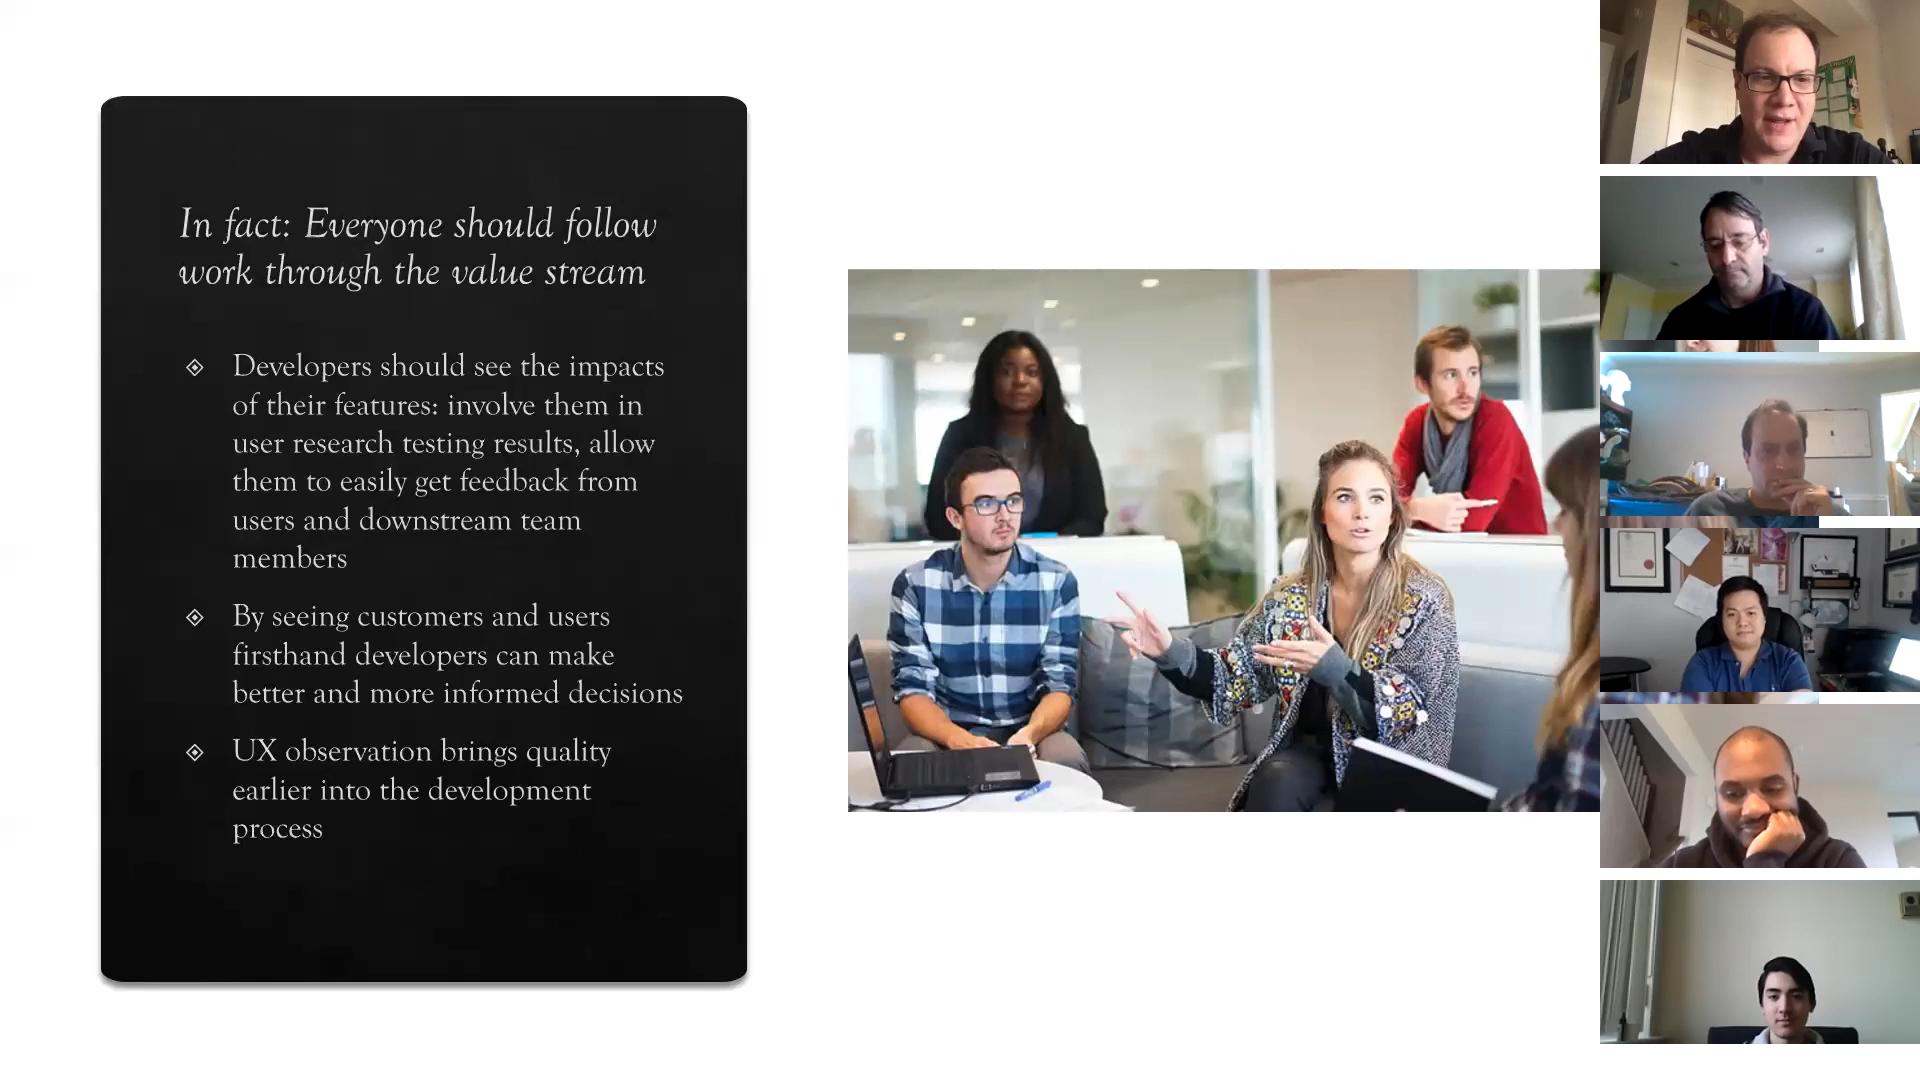 In fact: Everyone should follow
work through the value stream
Developers should see the impacts
of their features: involve them in
user research testing results, allow
them to easily get feedback from
users and downstream team
members
By seeing customers and users
firsthand developers can make
better and more informed decisions
UX observation brings quality
earlier into the development
process